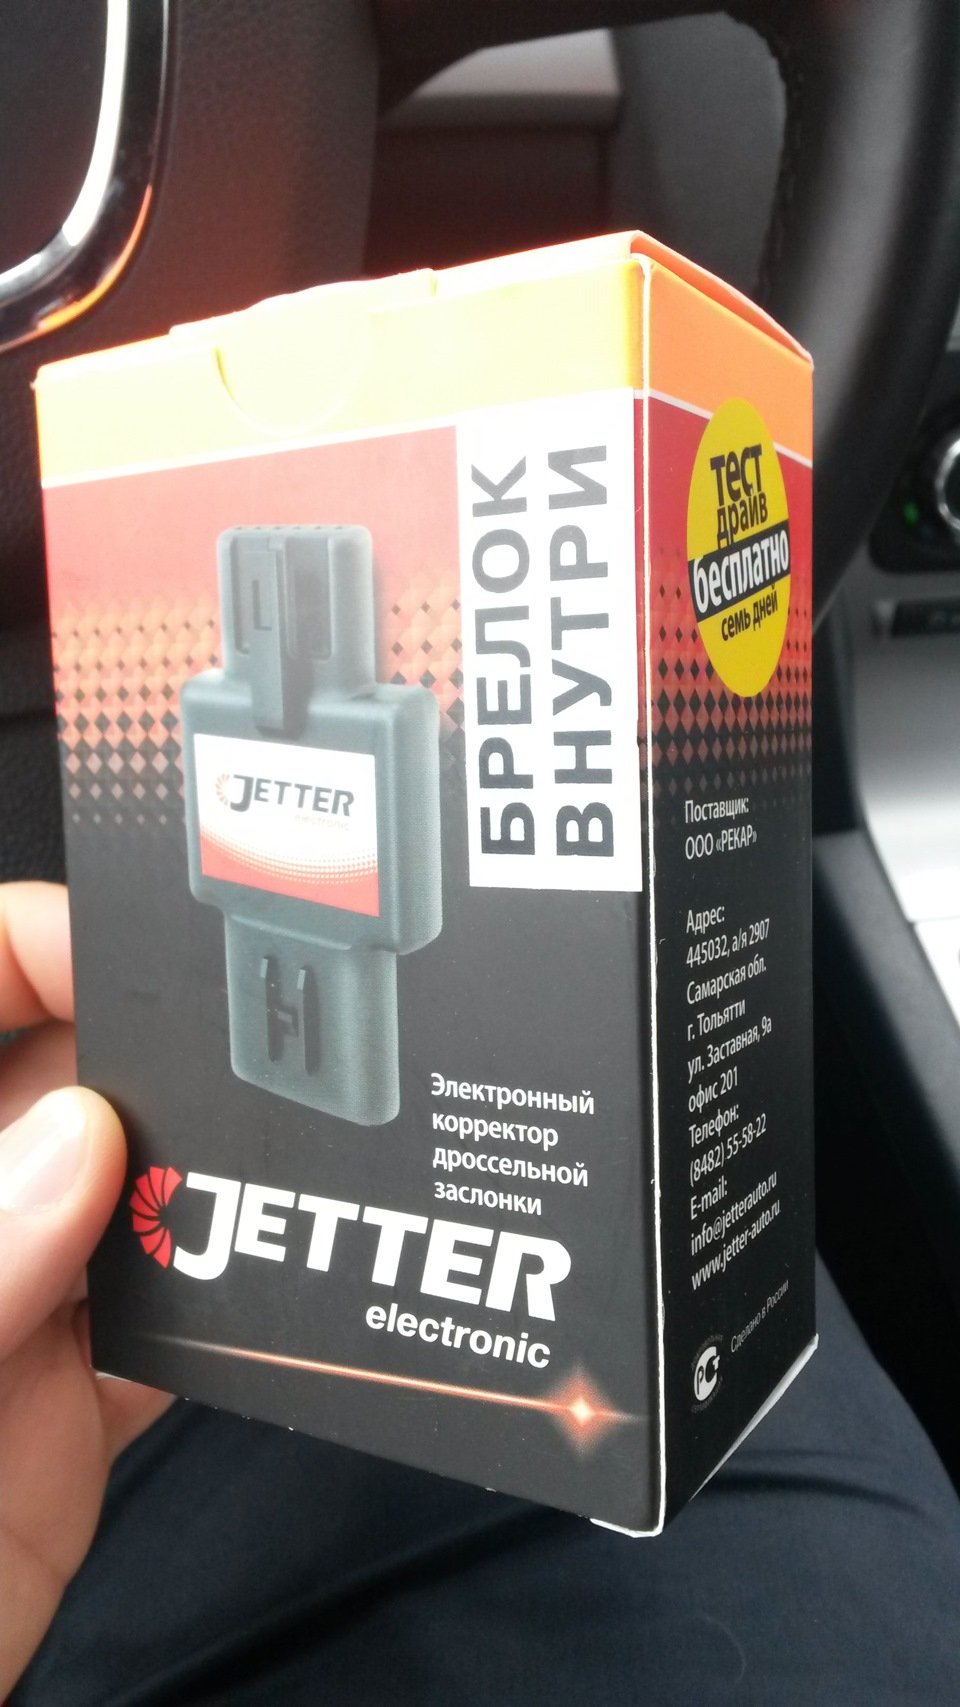 БРЕЛОК
ВНУТРИ
JETTER
electronic
Электронный
корректор
дроссельной
заслонки
JETTER
electronic
тест
драйв
бесплатно
семь дней
Поставщик:
ООО «РЕКАР»
Адрес:
445032, а/я 2907
Самарская обл.
г. Тольятти
ул. Заставная, 9а
офис 201
Телефон:
(8482) 55-58-22
E-mail:
info@jetterauto.ru
www.jetter-auto.ru
Сделано в России
РСТ